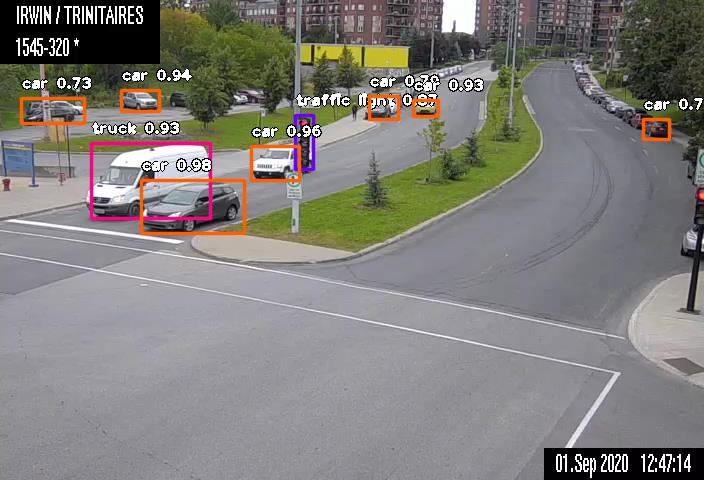 IRWIN / TRINITAIRES
1545-320 *
car 0.73
car 0.94
car 0.93
truck 0.93
car 0.96
car 0.7
car 0.98
01.Sep 2020 12:47:14